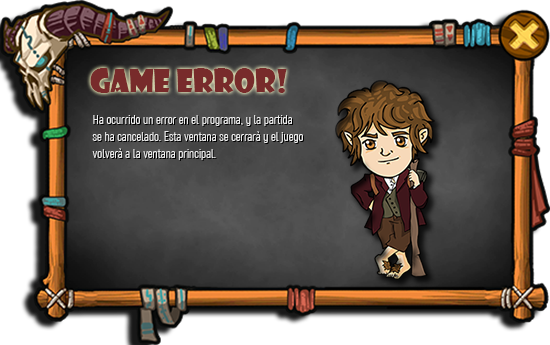 GAME ERROR!
Ha ocurrido un error en el programa, y la partida
se ha cancelado. Esta ventana se cerrará y el juego
volverà a la ventana principal.